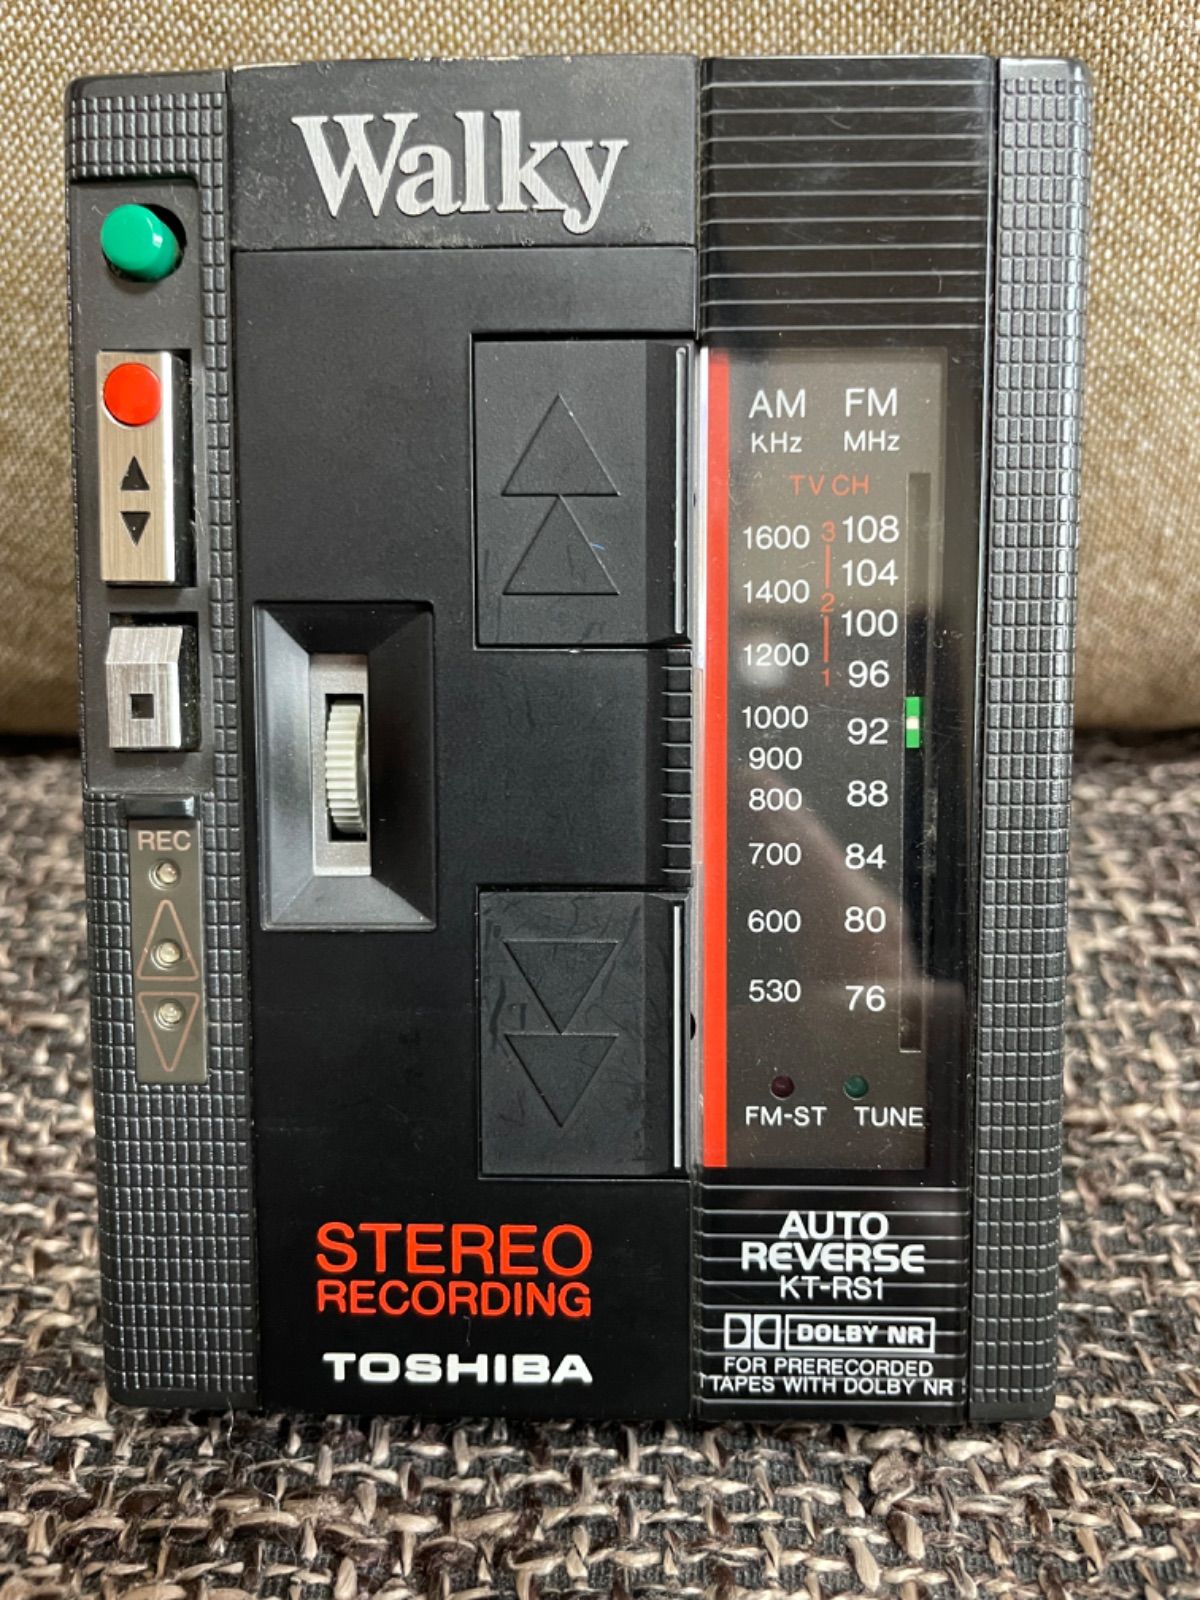 Walky
REC
AM FM
KHz MHz
TV CH
1600 3 108
1400 2 104
1200 1 100
1000 96
900 92
800 88
700 84
600 80
530 76
FM-ST TUNE
STEREO
RECORDING
TOSHIBA
AUTO
REVERSE
KT-RS1
DOLBY NR
FOR PRERECORDED
TAPES WITH DOLBY NR